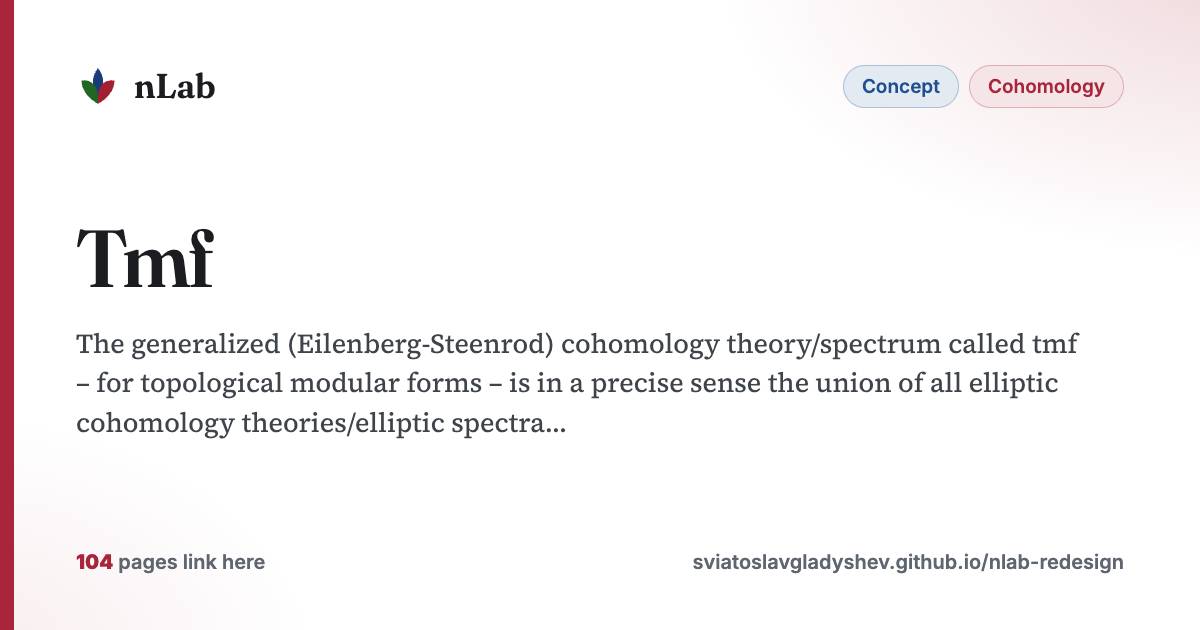 nLab
Concept
Cohomology
Tmf
The generalized (Eilenberg-Steenrod) cohomology theory/spectrum called tmf
– for topological modular forms – is in a precise sense the union of all elliptic
cohomology theories/elliptic spectra...
104 pages link here
sviatoslavgladyshev.github.io/nlab-redesign